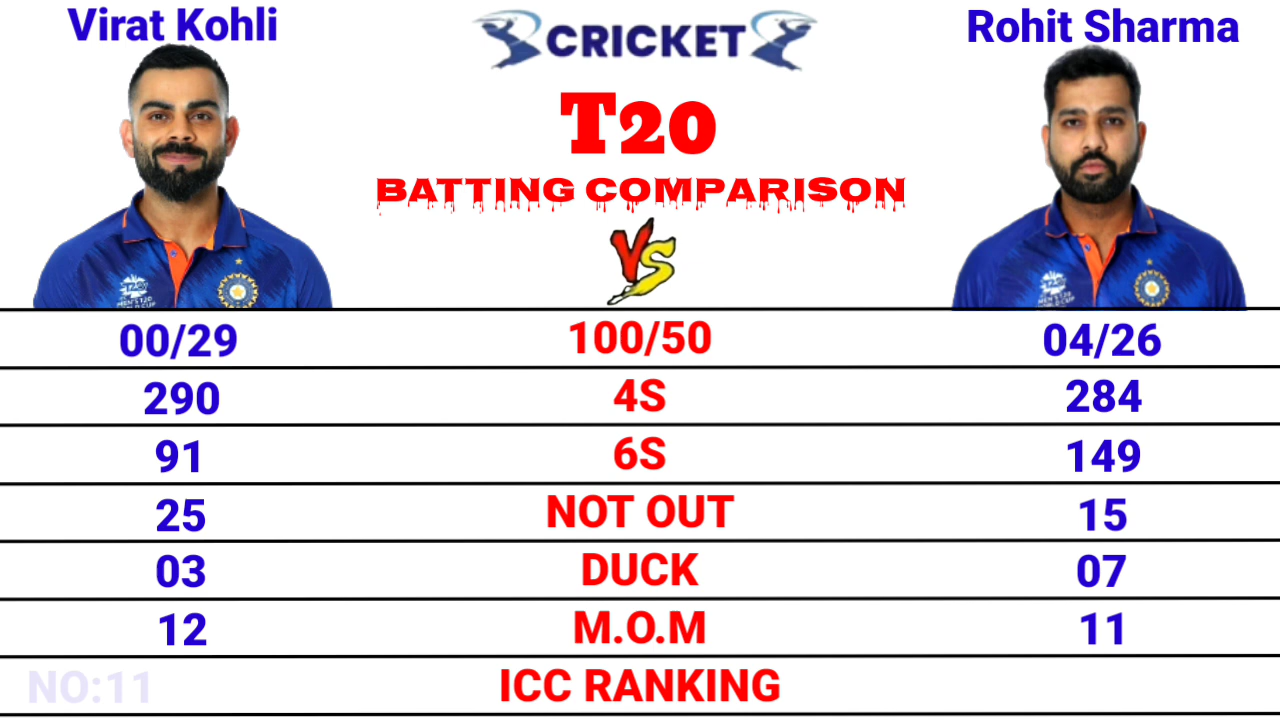 Virat Kohli
CRICKET
Rohit Sharma
T20
BATTING COMPARISON
VS
00/29 100/50 04/26
290 4S 284
91 6S 149
25 NOT OUT 15
03 DUCK 07
12 M.O.M 11
NO:11 ICC RANKING